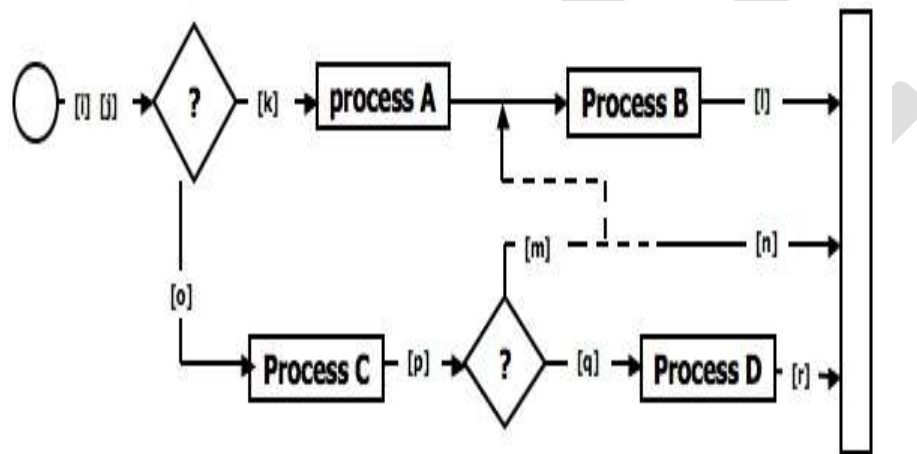 [i] [j]
?
[k]
process A
Process B
[l]
[m]
[n]
[o]
Process C
[p]
?
[q]
Process D
[r]